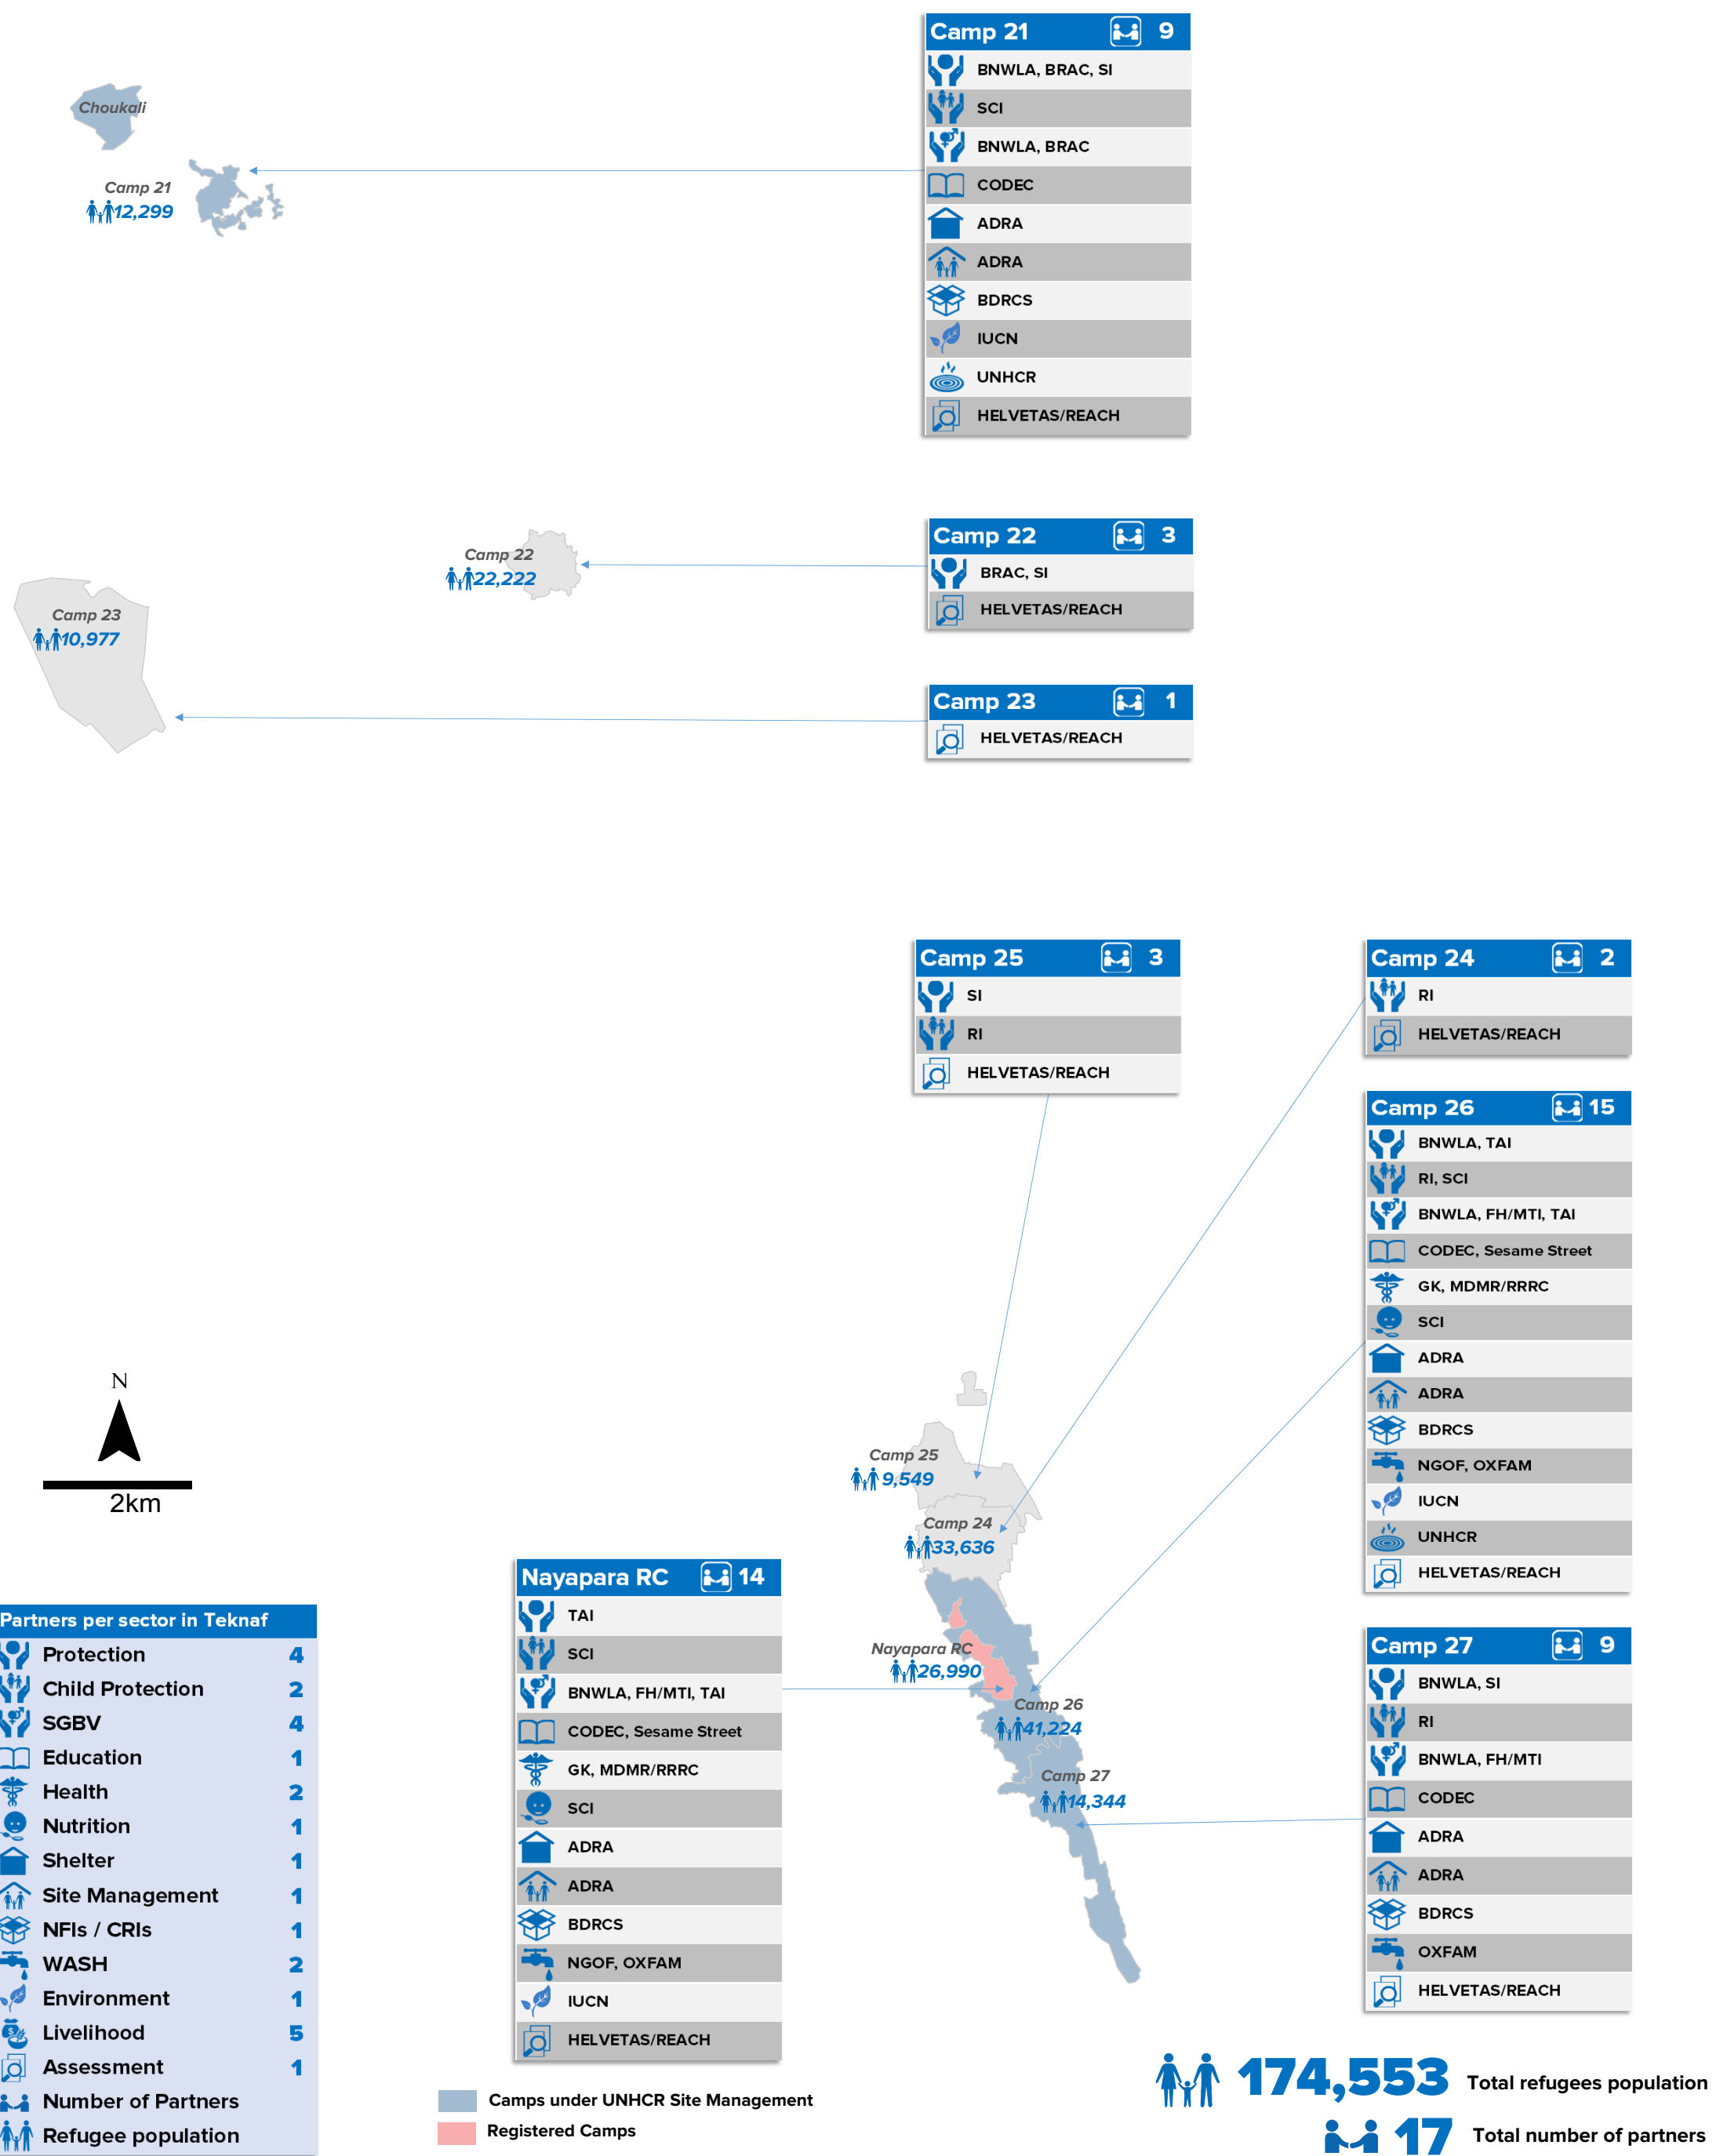 Camp 21 9
BNWLA, BRAC, SI
SCI
BNWLA, BRAC
CODEC
ADRA
ADRA
BDRCS
IUCN
UNHCR
HELVETAS/REACH
Choukali
Camp 21
12,299
Camp 22 3
BRAC, SI
HELVETAS/REACH
Camp 22
22,222
Camp 23
10,977
Camp 23 1
HELVETAS/REACH
Camp 25 3
SI
RI
HELVETAS/REACH
Camp 24 2
RI
HELVETAS/REACH
Camp 26 15
BNWLA, TAI
RI, SCI
BNWLA, FH/MTI, TAI
CODEC, Sesame Street
GK, MDMR/RRRC
SCI
ADRA
ADRA
BDRCS
NGOF, OXFAM
IUCN
UNHCR
HELVETAS/REACH
N
2km
Camp 25
9,549
Camp 24
33,636
Nayapara RC
26,990
Camp 26
41,224
Camp 27
14,344
Nayapara RC 14
TAI
SCI
BNWLA, FH/MTI, TAI
CODEC, Sesame Street
GK, MDMR/RRRC
SCI
ADRA
ADRA
BDRCS
NGOF, OXFAM
IUCN
HELVETAS/REACH
Camp 27 9
BNWLA, SI
RI
BNWLA, FH/MTI
CODEC
ADRA
ADRA
BDRCS
OXFAM
HELVETAS/REACH
Partners per sector in Teknaf
Protection 4
Child Protection 2
SGBV 4
Education 1
Health 2
Nutrition 1
Shelter 1
Site Management 1
NFIs / CRIs 1
WASH 2
Environment 1
Livelihood 5
Assessment 1
Number of Partners
Refugee population
Camps under UNHCR Site Management
Registered Camps
174,553 Total refugees population
17 Total number of partners